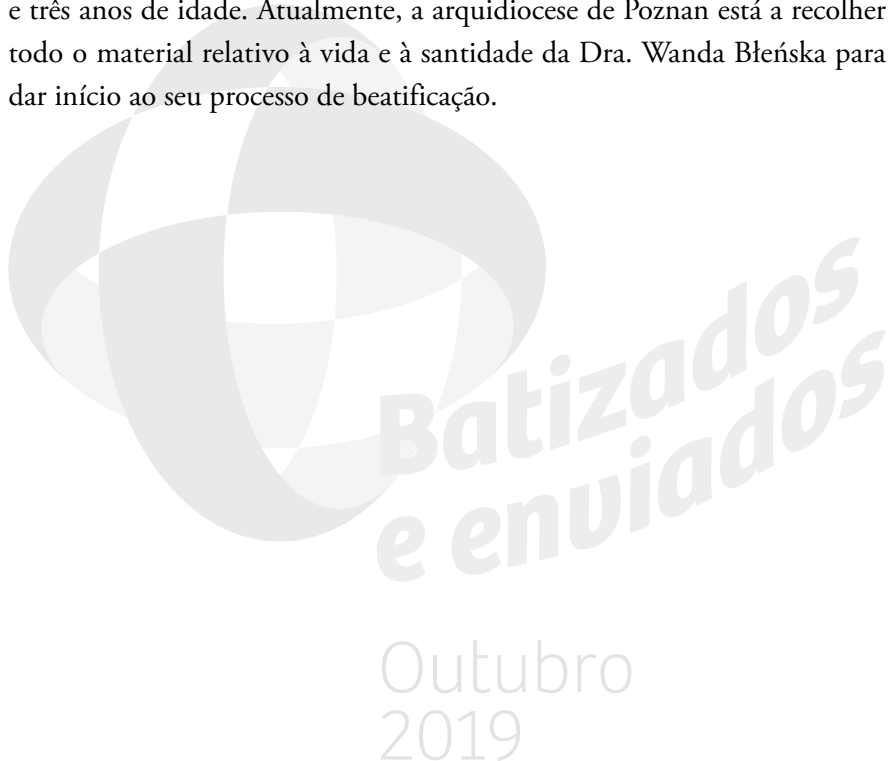 e três anos de idade. Atualmente, a arquidiocese de Poznan está a recolher
todo o material relativo à vida e à santidade da Dra. Wanda Błeńska para
dar início ao seu processo de beatificação.
Batizados
e enviados
Outubro
2019